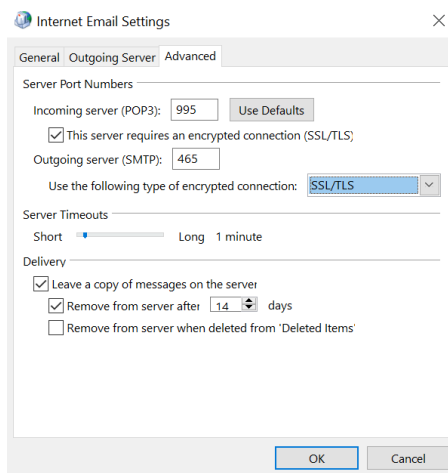 Internet Email Settings
General Outgoing Server Advanced
Server Port Numbers
Incoming server (POP3): 995 Use Defaults
This server requires an encrypted connection (SSL/TLS)
Outgoing server (SMTP): 465
Use the following type of encrypted connection: SSL/TLS
Server Timeouts
Short Long 1 minute
Delivery
Leave a copy of messages on the server
Remove from server after 14 days
Remove from server when deleted from 'Deleted Items'
OK Cancel